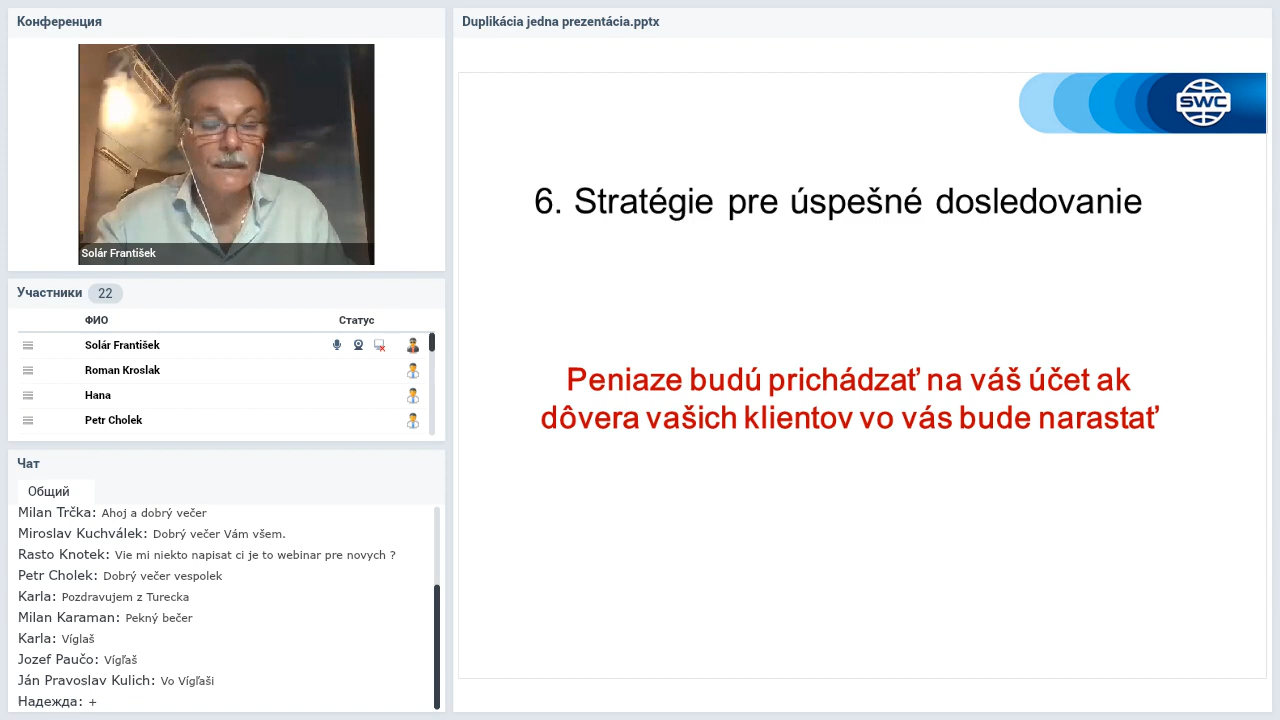 Конференция
Solár František
Участники 22
ФИО Статус
Solár František
Roman Kroslak
Hana
Petr Cholek
Чат
Общий
Milan Trčka: Ahoj a dobrý večer
Miroslav Kuchválek: Dobrý večer Vám všem.
Rasto Knotek: Vie mi niekto napisat ci je to webinar pre novych ?
Petr Cholek: Dobrý večer vespolek
Karla: Pozdravujem z Turecka
Milan Karaman: Pekný bečer
Karla: Víglaš
Jozef Paučo: Vígľaš
Ján Pravoslav Kulich: Vo Vígľaši
Надежда: +
Duplikácia jedna prezentácia.pptx
SWC
6. Stratégie pre úspešné dosledovanie
Peniaze budú prichádzať na váš účet ak
dôvera vašich klientov vo vás bude narastať